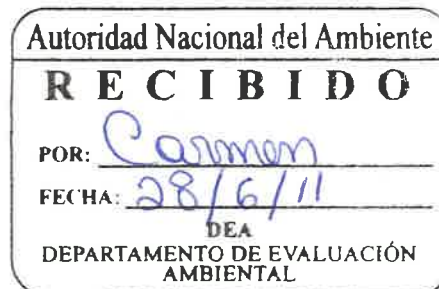 Autoridad Nacional del Ambiente
RECIBIDO
POR: Carmen
FECHA: 28/6/11
DEA
DEPARTAMENTO DE EVALUACIÓN
AMBIENTAL